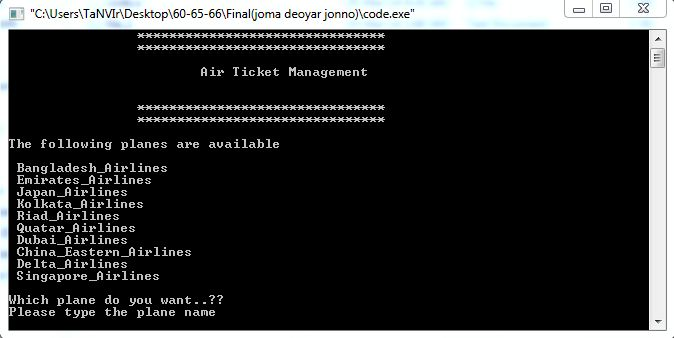 "C:\Users\TaNVIr\Desktop\60-65-66\Final(joma deoyar jonno)\code.exe"
*******************************
*******************************
Air Ticket Management
*******************************
*******************************
The following planes are available
Bangladesh_Airlines
Emirates_Airlines
Japan_Airlines
Kolkata_Airlines
Riad_Airlines
Quatar_Airlines
Dubai_Airlines
China_Eastern_Airlines
Delta_Airlines
Singapore_Airlines
Which plane do you want..??
Please type the plane name